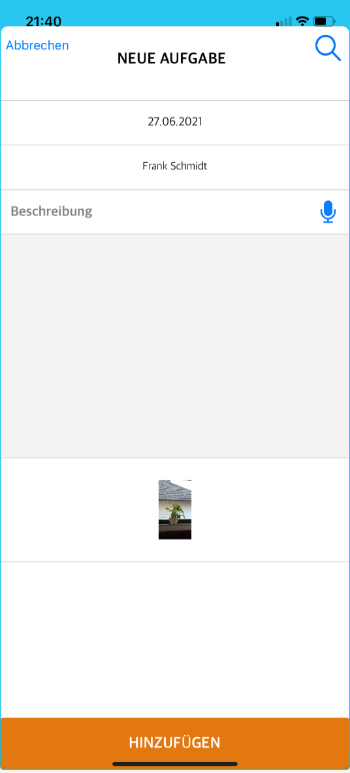 21:40
Abbrechen
NEUE AUFGABE
27.06.2021
Frank Schmidt
Beschreibung
HINZUFÜGEN